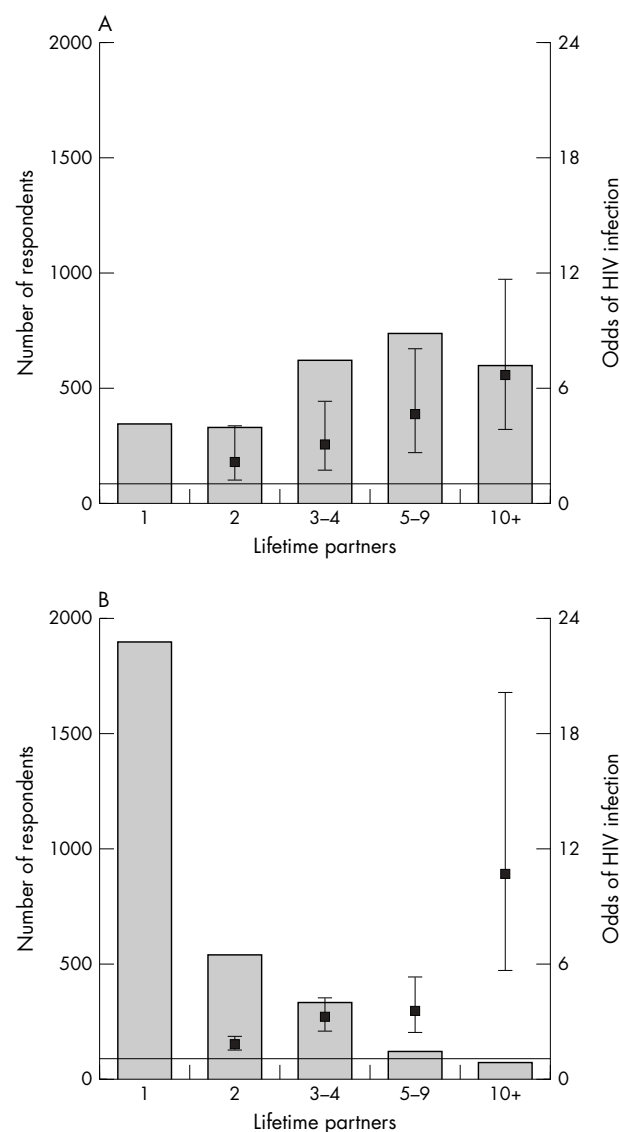 A
2000
1500
1000
500
0
24
18
12
6
0
Number of respondents
Odds of HIV infection
1 2 3–4 5–9 10+
Lifetime partners
B
2000
1500
1000
500
0
24
18
12
6
0
Number of respondents
Odds of HIV infection
1 2 3–4 5–9 10+
Lifetime partners